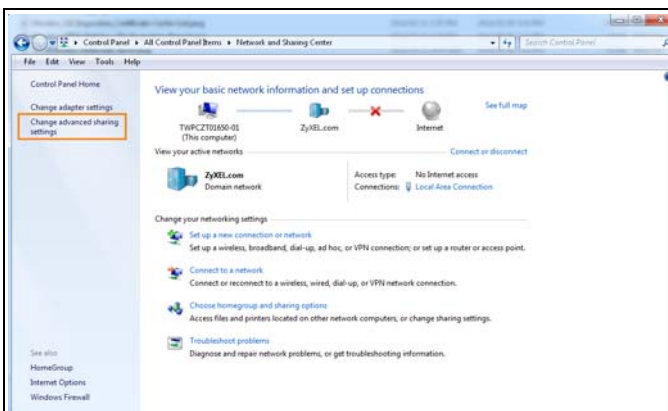 Control Panel ▸ All Control Panel Items ▸ Network and Sharing Center
Search Control Panel
File Edit View Tools Help
Control Panel Home
Change adapter settings
Change advanced sharing
settings
View your basic network information and set up connections
See full map
TWPCZT01650-01
(This computer)
ZyXEL.com
Internet
View your active networks
Connect or disconnect
ZyXEL.com
Domain network
Access type: No Internet access
Connections: Local Area Connection
Change your networking settings
Set up a new connection or network
Set up a wireless, broadband, dial-up, ad hoc, or VPN connection; or set up a router or access point.
Connect to a network
Connect or reconnect to a wireless, wired, dial-up, or VPN network connection.
Choose homegroup and sharing options
Access files and printers located on other network computers, or change sharing settings.
Troubleshoot problems
Diagnose and repair network problems, or get troubleshooting information.
See also
HomeGroup
Internet Options
Windows Firewall